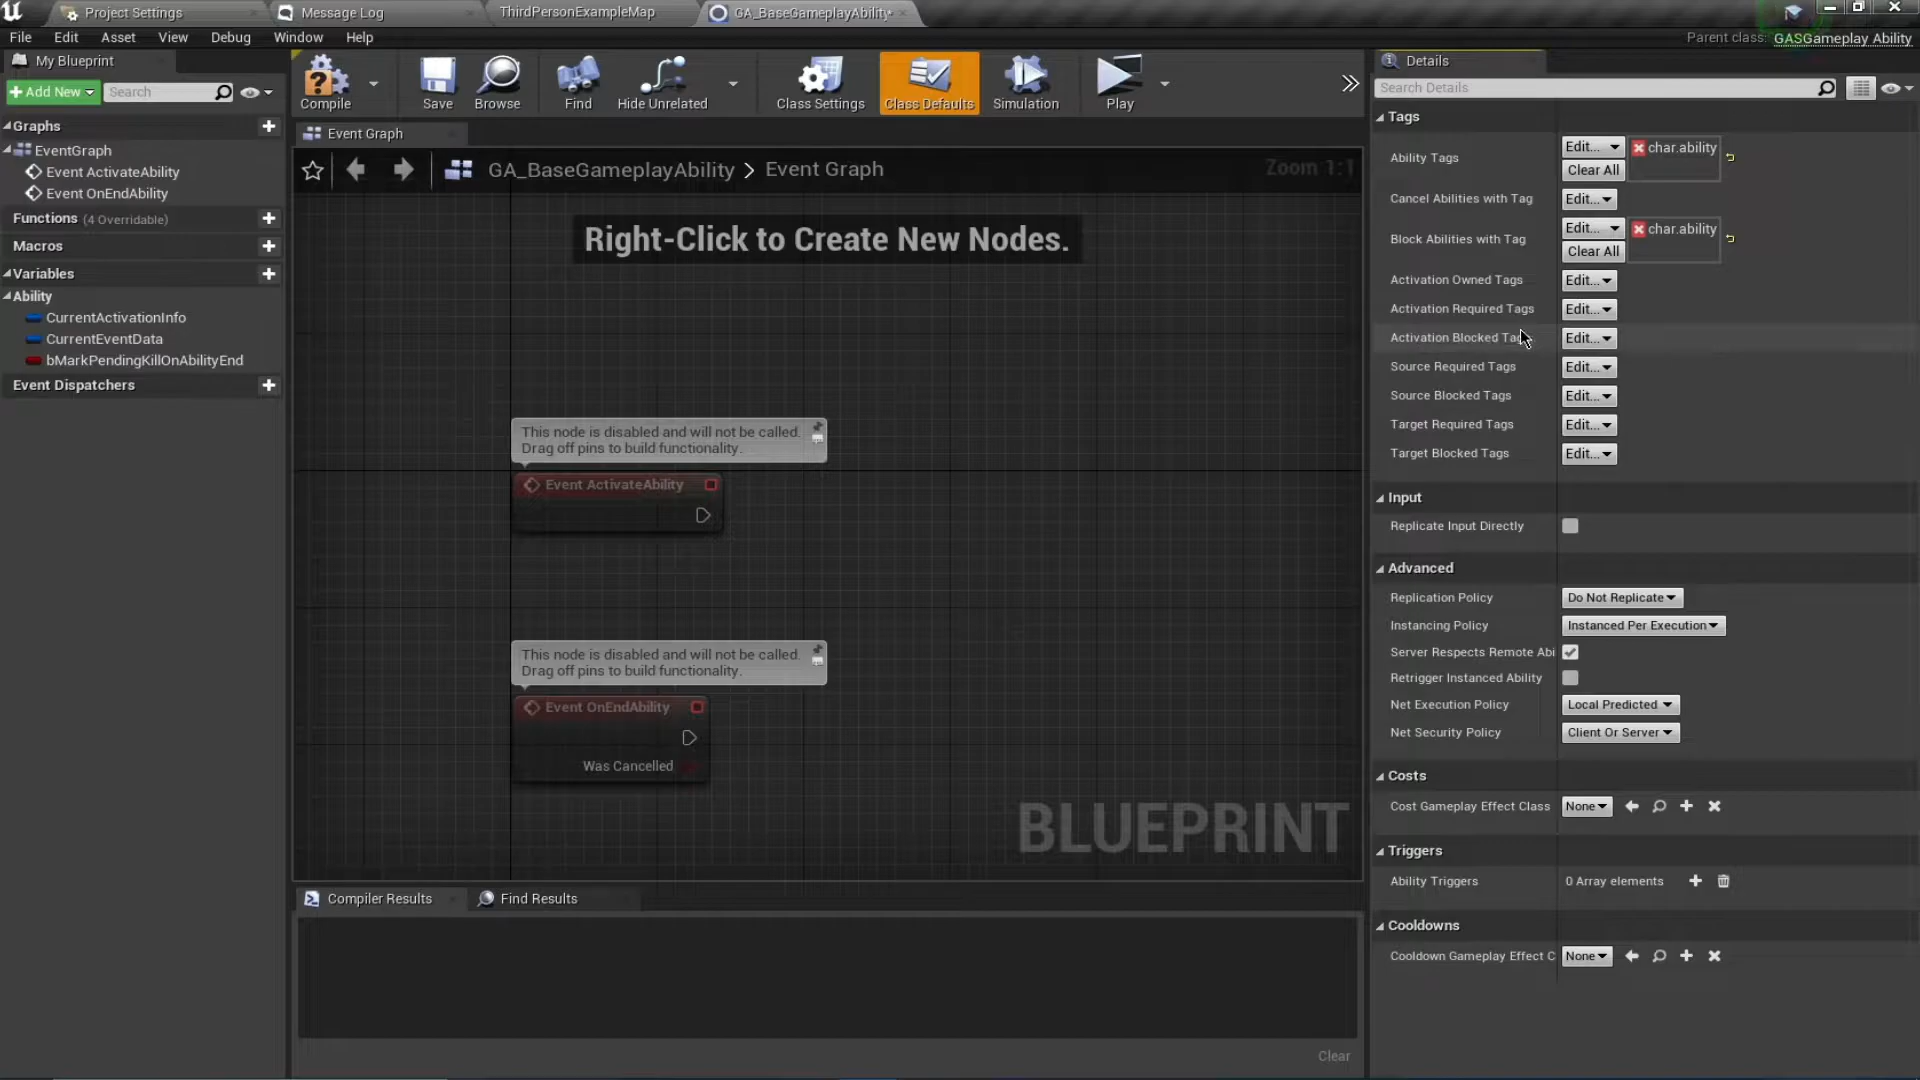 Project Settings
Message Log
ThirdPersonExampleMap
GA_BaseGameplayAbility*
File Edit Asset View Debug Window Help
Parent class: GASGameplay Ability
My Blueprint
Add New
Search
Compile
Save
Browse
Find
Hide Unrelated
Class Settings
Class Defaults
Simulation
Play
Details
Search Details
Graphs
EventGraph
Event ActivateAbility
Event OnEndAbility
Functions (4 Overridable)
Macros
Variables
Ability
CurrentActivationInfo
CurrentEventData
bMarkPendingKillOnAbilityEnd
Event Dispatchers
Event Graph
GA_BaseGameplayAbility > Event Graph
Zoom 1:1
Right-Click to Create New Nodes.
This node is disabled and will not be called.
Drag off pins to build functionality.
Event ActivateAbility
This node is disabled and will not be called.
Drag off pins to build functionality.
Event OnEndAbility
Was Cancelled
BLUEPRINT
Compiler Results
Find Results
Clear
Tags
Ability Tags Edit... char.ability
Clear All
Cancel Abilities with Tag Edit...
Block Abilities with Tag Edit... char.ability
Clear All
Activation Owned Tags Edit...
Activation Required Tags Edit...
Activation Blocked Tags Edit...
Source Required Tags Edit...
Source Blocked Tags Edit...
Target Required Tags Edit...
Target Blocked Tags Edit...
Input
Replicate Input Directly
Advanced
Replication Policy Do Not Replicate
Instancing Policy Instanced Per Execution
Server Respects Remote Abi
Retrigger Instanced Ability
Net Execution Policy Local Predicted
Net Security Policy Client Or Server
Costs
Cost Gameplay Effect Class None
Triggers
Ability Triggers 0 Array elements
Cooldowns
Cooldown Gameplay Effect C None